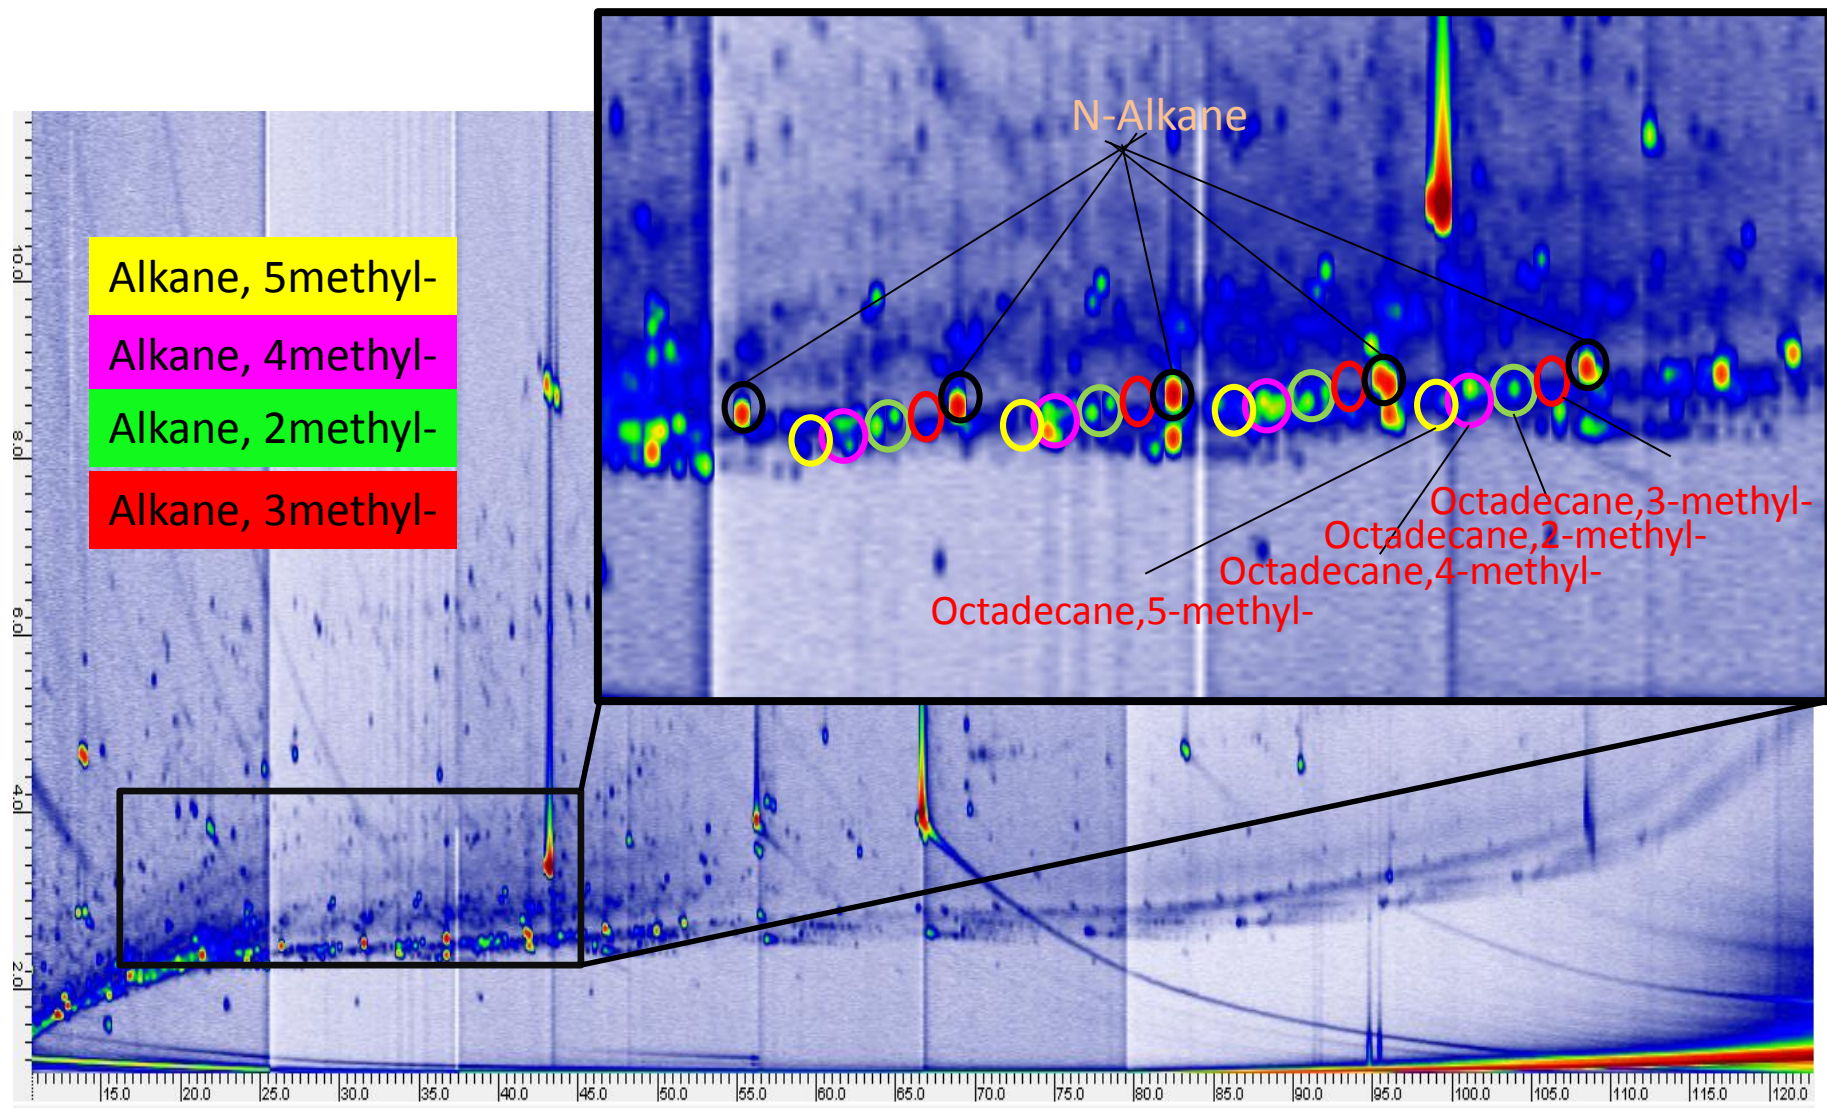 N-Alkane
Alkane, 5methyl-
Alkane, 4methyl-
Alkane, 2methyl-
Alkane, 3methyl-
Octadecane,3-methyl-
Octadecane,2-methyl-
Octadecane,4-methyl-
Octadecane,5-methyl-
10.0
8.0
6.0
4.0
2.0
15.0 20.0 25.0 30.0 35.0 40.0 45.0 50.0 55.0 60.0 65.0 70.0 75.0 80.0 85.0 90.0 95.0 100.0 105.0 110.0 115.0 120.0